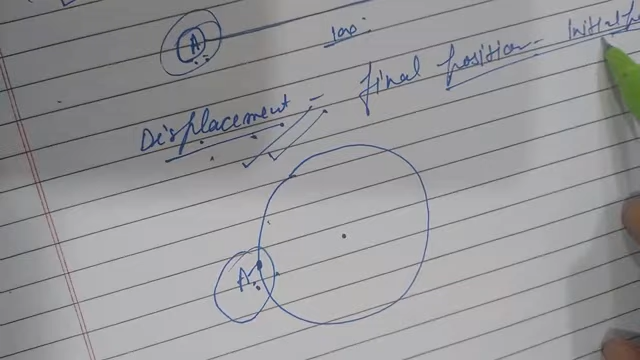 A
100
Displacement = final position - Initial
A